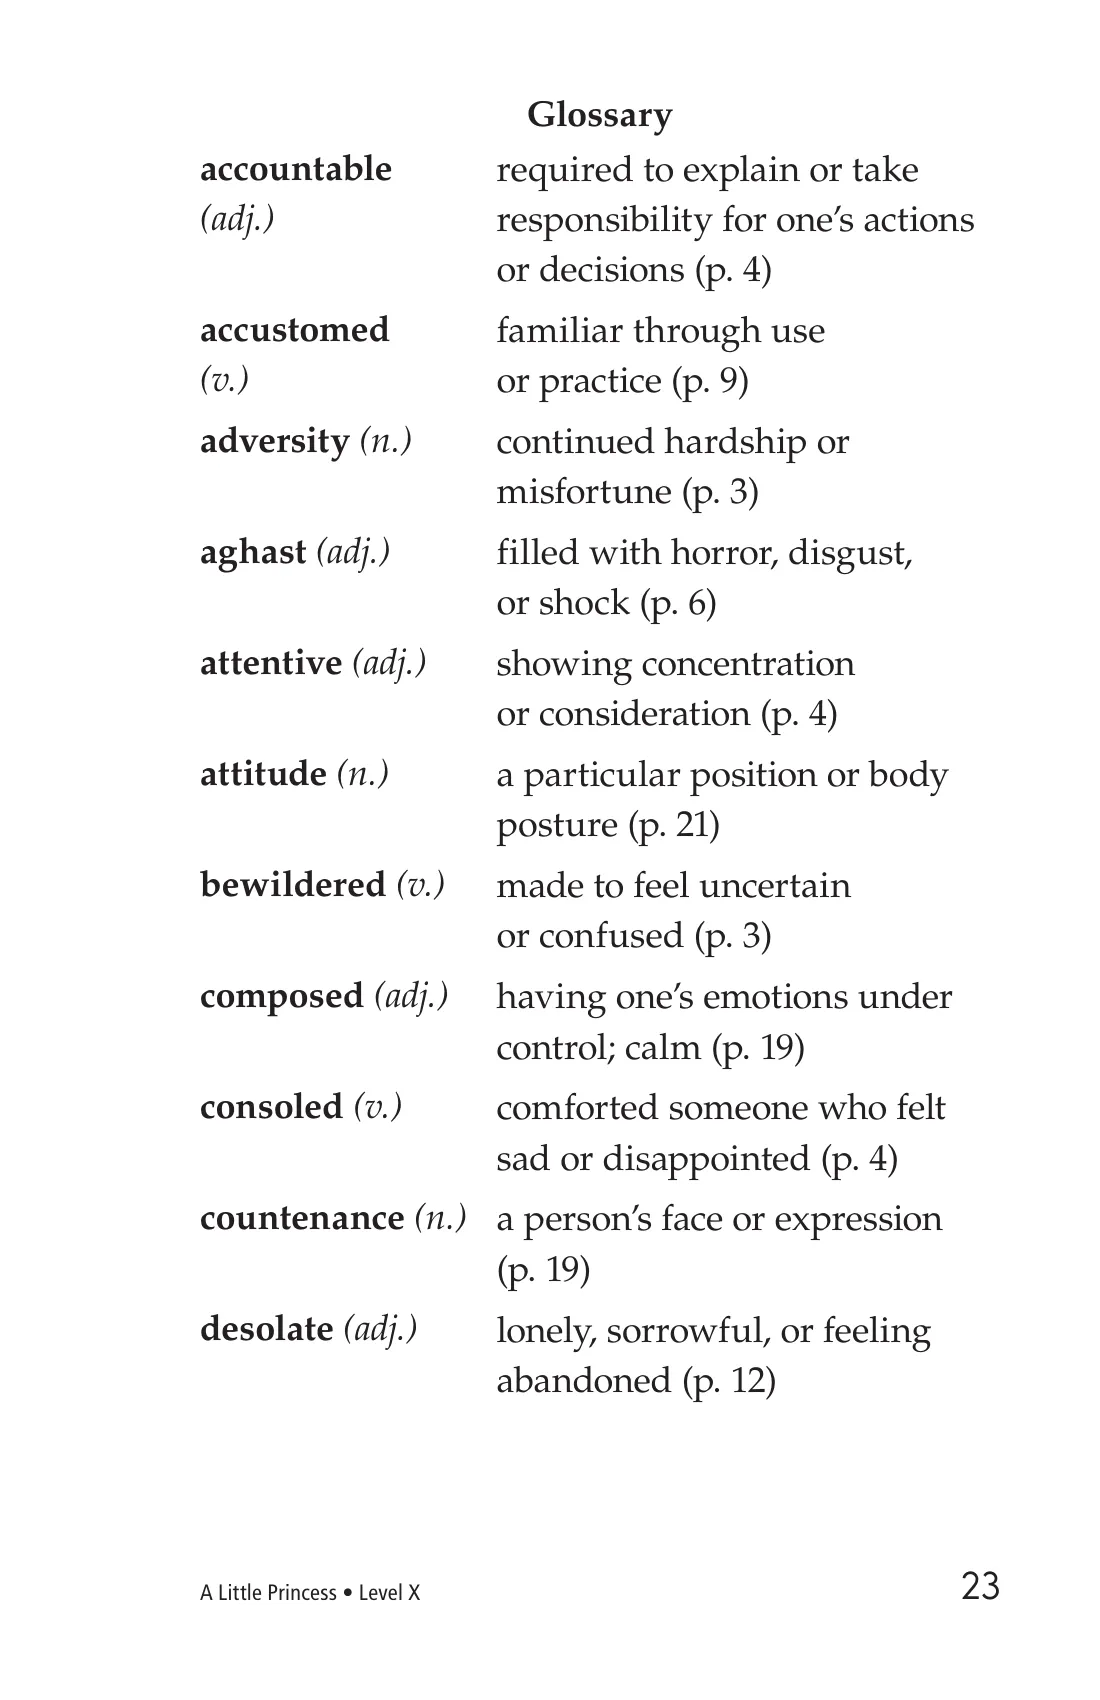 Glossary
accountable required to explain or take
(adj.) responsibility for one’s actions
or decisions (p. 4)
accustomed familiar through use
(v.) or practice (p. 9)
adversity (n.) continued hardship or
misfortune (p. 3)
aghast (adj.) filled with horror, disgust,
or shock (p. 6)
attentive (adj.) showing concentration
or consideration (p. 4)
attitude (n.) a particular position or body
posture (p. 21)
bewildered (v.) made to feel uncertain
or confused (p. 3)
composed (adj.) having one’s emotions under
control; calm (p. 19)
consoled (v.) comforted someone who felt
sad or disappointed (p. 4)
countenance (n.) a person’s face or expression
(p. 19)
desolate (adj.) lonely, sorrowful, or feeling
abandoned (p. 12)
A Little Princess • Level X 23